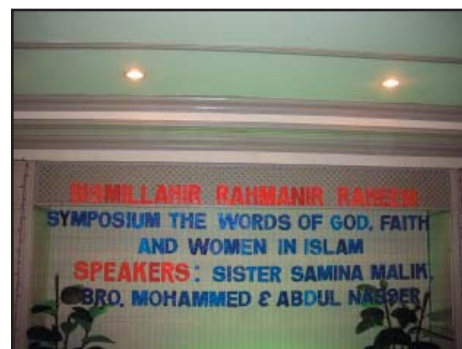 BISMILLAHIR RAHMANIR RAHEEM
SYMPOSIUM THE WORDS OF GOD, FAITH
AND WOMEN IN ISLAM
SPEAKERS: SISTER SAMINA MALIK,
BRO. MOHAMMED & ABDUL NASSER